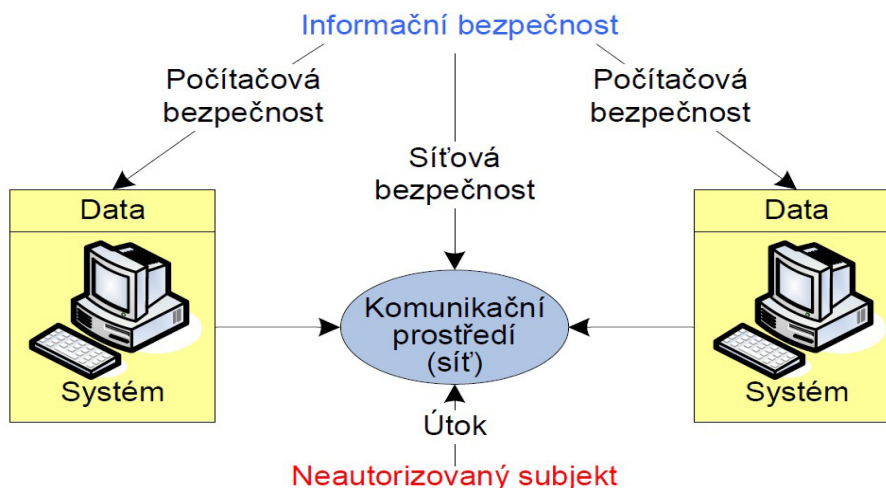 Informační bezpečnost
Počítačová
bezpečnost
Počítačová
bezpečnost
Síťová
bezpečnost
Data
Data
Komunikační
prostředí
(síť)
Systém
Systém
Útok
Neautorizovaný subjekt